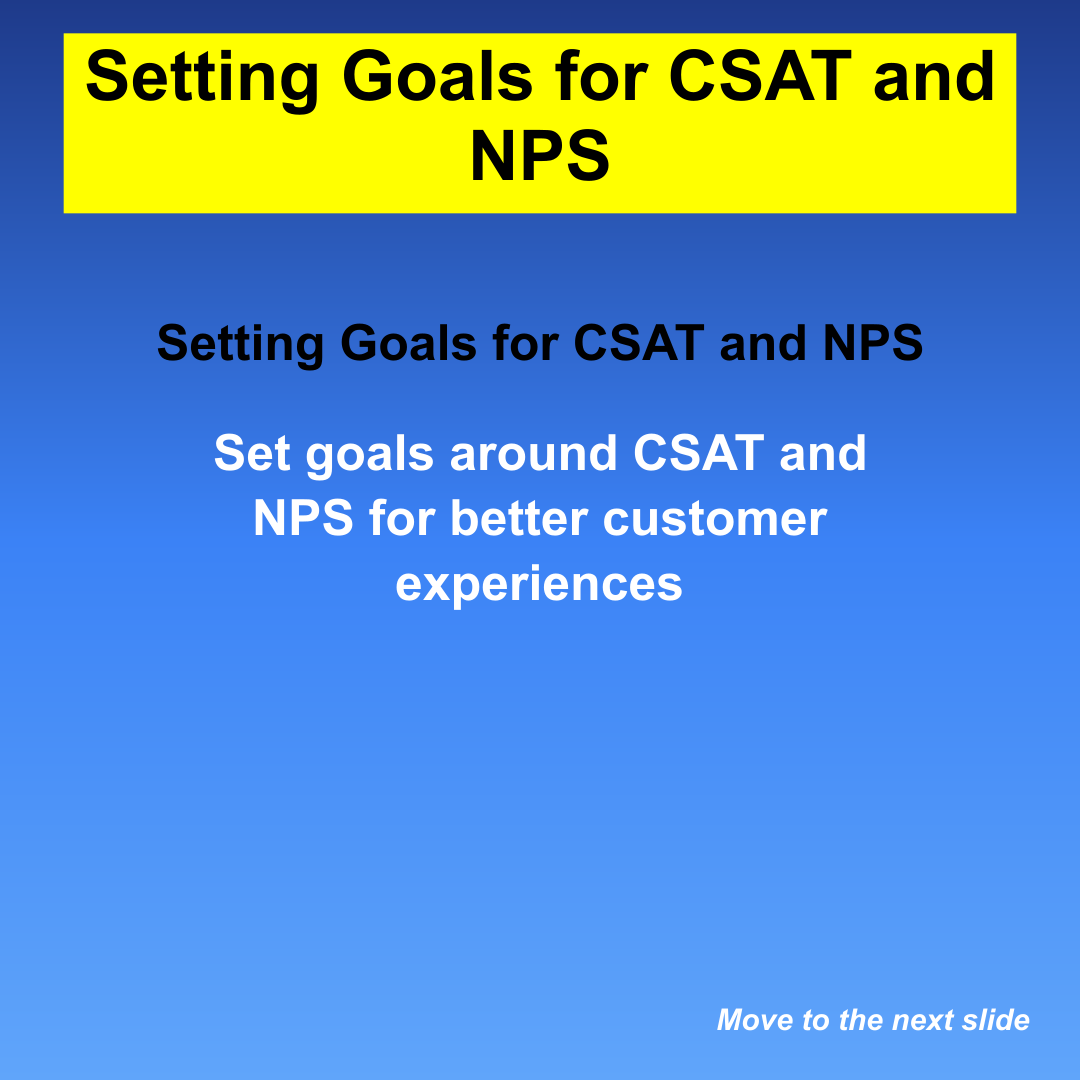 Setting Goals for CSAT and
NPS
Setting Goals for CSAT and NPS
Set goals around CSAT and
NPS for better customer
experiences
Move to the next slide